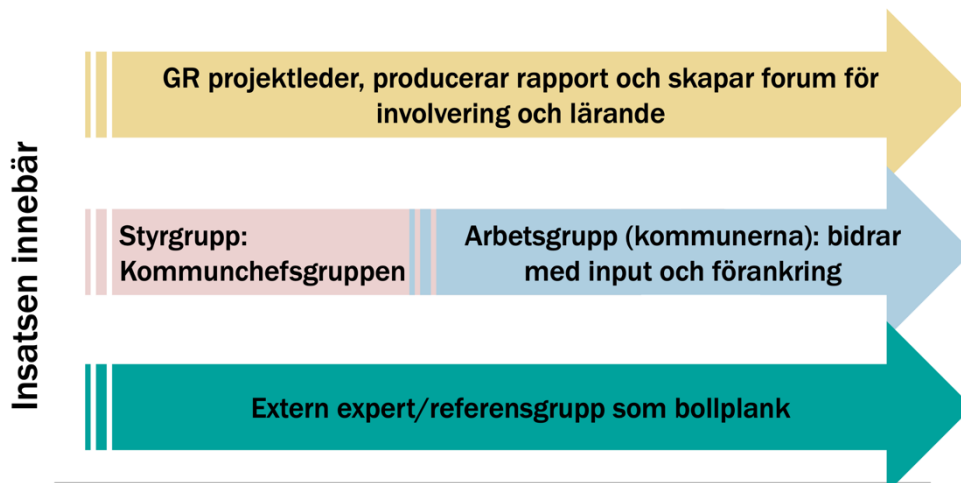 Insatsen innebär
GR projektleder, producerar rapport och skapar forum för
involvering och lärande
Styrgrupp:
Kommunchefsgruppen
Arbetsgrupp (kommunerna): bidrar
med input och förankring
Extern expert/referensgrupp som bollplank